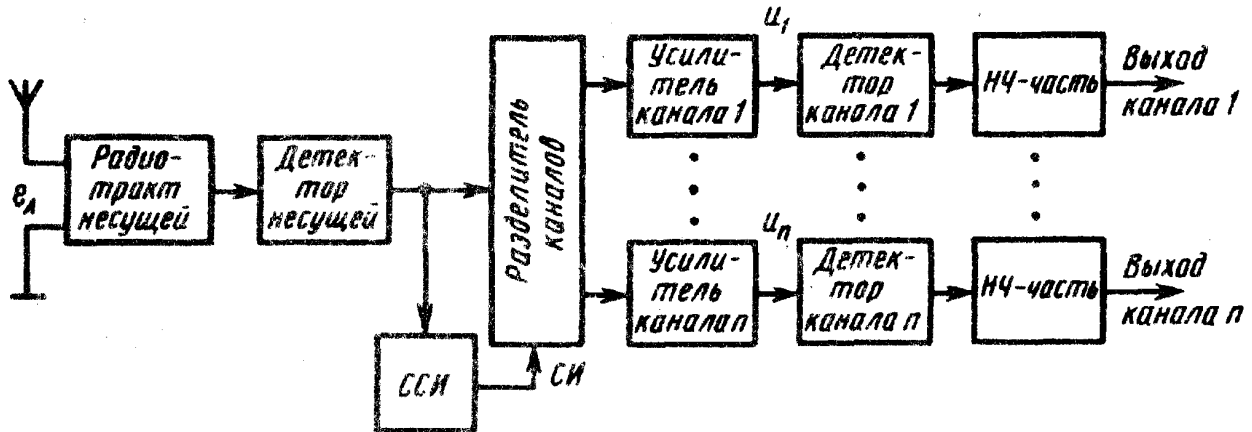 e_A
Радио-
тракт
несущей
Детек-
тор
несущей
ССИ
СИ
Разделитель
каналов
Усили-
тель
канала 1
u_1
Детек-
тор
канала 1
НЧ-часть
Выход
канала 1
Усили-
тель
канала n
u_n
Детек-
тор
канала n
НЧ-часть
Выход
канала n